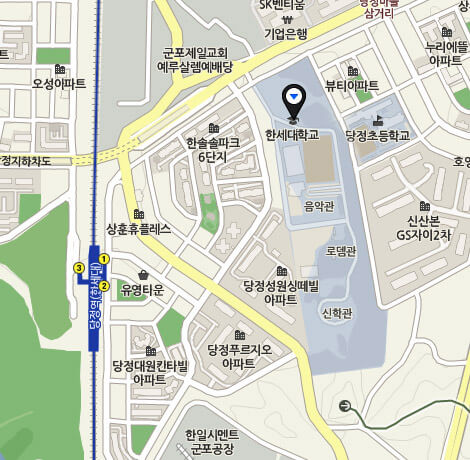 SK벤티움
기업은행
당정마을
삼거리
군포제일교회
예루살렘예배당
누리에뜰
아파트
오성아파트
뷰티아파트
한세대학교
당정초등학교
한솔솔파크
6단지
당정지하차도
호영
음악관
신산본
GS자이2차
상훈휴플레스
로뎀관
3
1
2
당정역(한세대)
유영티운
당정성원싱떼빌
아파트
신학관
당정대원칸타빌
아파트
당정푸르지오
아파트
한일시멘트
군포공장